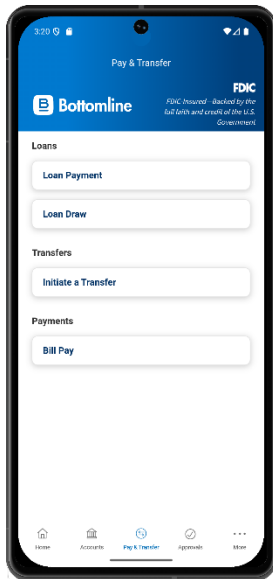 3:20
Pay & Transfer
FDIC
Bottomline
FDIC Insured—Backed by the
full faith and credit of the U.S.
Government
Loans
Loan Payment
Loan Draw
Transfers
Initiate a Transfer
Payments
Bill Pay
Home Accounts Pay & Transfer Approvals More